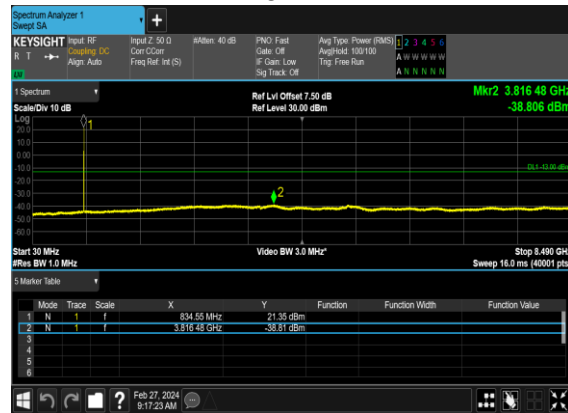 Spectrum Analyzer 1
Swept SA
+
KEYSIGHT Input: RF Input Z: 50 Ω #Atten: 40 dB PNO: Fast Avg Type: Power (RMS) 1 2 3 4 5 6
R T Coupling: DC Corr CCorr Gate: Off Avg|Hold: 100/100 A W W W W W
Align: Auto Freq Ref: Int (S) IF Gain: Low Trig: Free Run
Sig Track: Off A N N N N N
1 Spectrum Ref Lvl Offset 7.50 dB Mkr2 3.816 48 GHz
Scale/Div 10 dB Ref Level 30.00 dBm -38.806 dBm
Log
1
20.0
10.0
0.00
-10.0 DL1 -13.00 dBm
-20.0
-30.0
2
-40.0
-50.0
-60.0
Start 30 MHz Video BW 3.0 MHz* Stop 8.490 GHz
#Res BW 1.0 MHz Sweep 16.0 ms (40001 pts)
5 Marker Table
Mode Trace Scale X Y Function Function Width Function Value
1 N 1 f 834.55 MHz 21.35 dBm
2 N 1 f 3.816 48 GHz -38.81 dBm
3
4
5
6
? Feb 27, 2024
9:17:23 AM